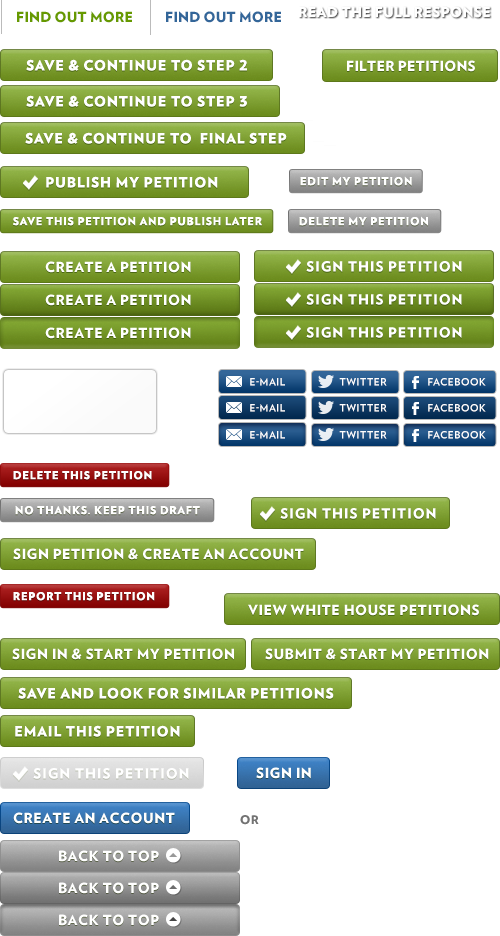 FIND OUT MORE FIND OUT MORE READ THE FULL RESPONSE
SAVE & CONTINUE TO STEP 2 FILTER PETITIONS
SAVE & CONTINUE TO STEP 3
SAVE & CONTINUE TO FINAL STEP
PUBLISH MY PETITION EDIT MY PETITION
SAVE THIS PETITION AND PUBLISH LATER DELETE MY PETITION
CREATE A PETITION SIGN THIS PETITION
CREATE A PETITION SIGN THIS PETITION
CREATE A PETITION SIGN THIS PETITION
E-MAIL TWITTER FACEBOOK
E-MAIL TWITTER FACEBOOK
E-MAIL TWITTER FACEBOOK
DELETE THIS PETITION
NO THANKS. KEEP THIS DRAFT SIGN THIS PETITION
SIGN PETITION & CREATE AN ACCOUNT
REPORT THIS PETITION
VIEW WHITE HOUSE PETITIONS
SIGN IN & START MY PETITION SUBMIT & START MY PETITION
SAVE AND LOOK FOR SIMILAR PETITIONS
EMAIL THIS PETITION
SIGN THIS PETITION SIGN IN
CREATE AN ACCOUNT OR
BACK TO TOP
BACK TO TOP
BACK TO TOP